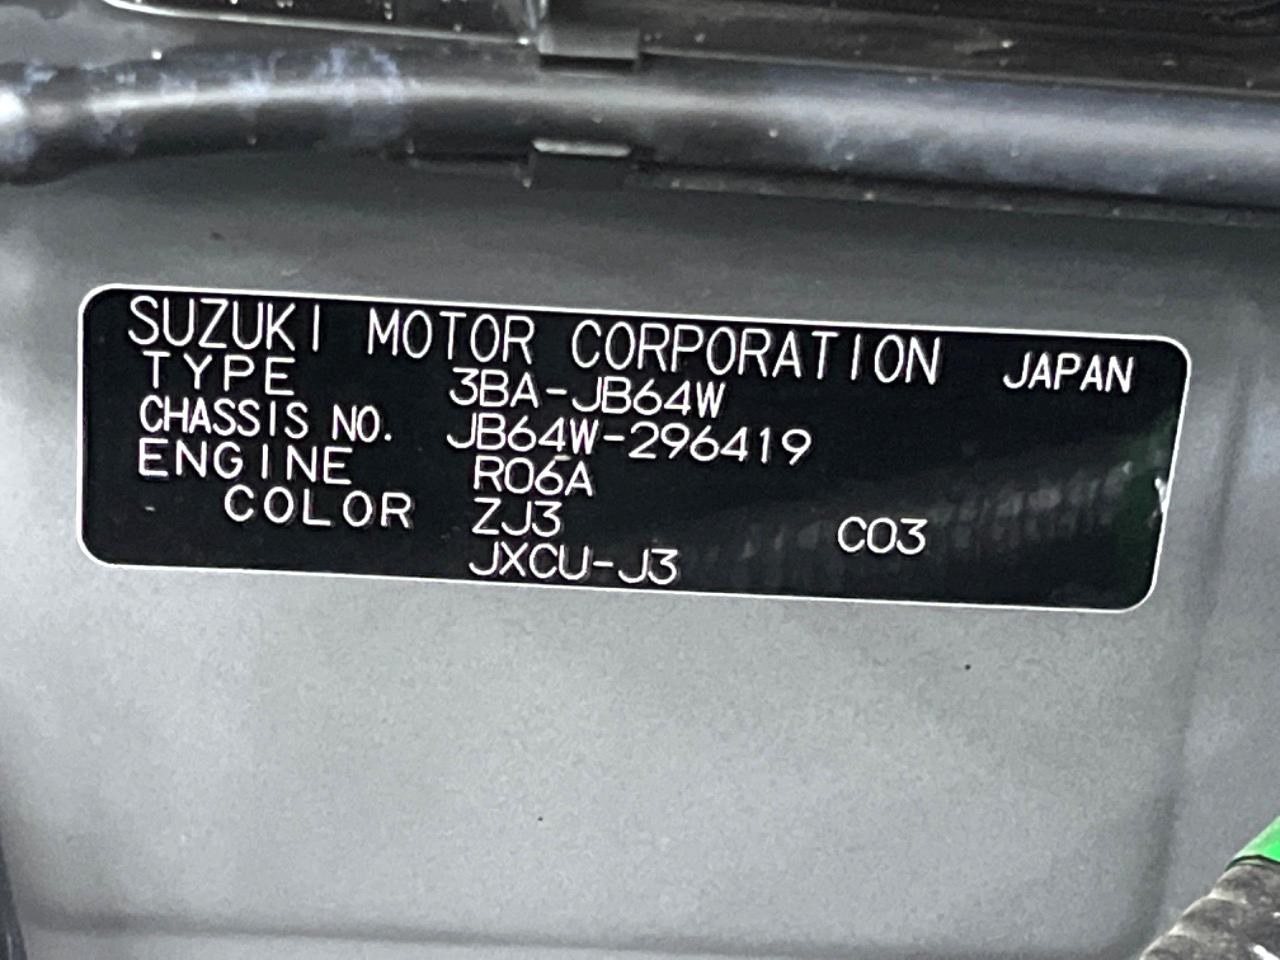 SUZUKI MOTOR CORPORATION JAPAN
TYPE 3BA-JB64W
CHASSIS NO. JB64W-296419
ENGINE R06A
COLOR ZJ3 C03
JXCU-J3